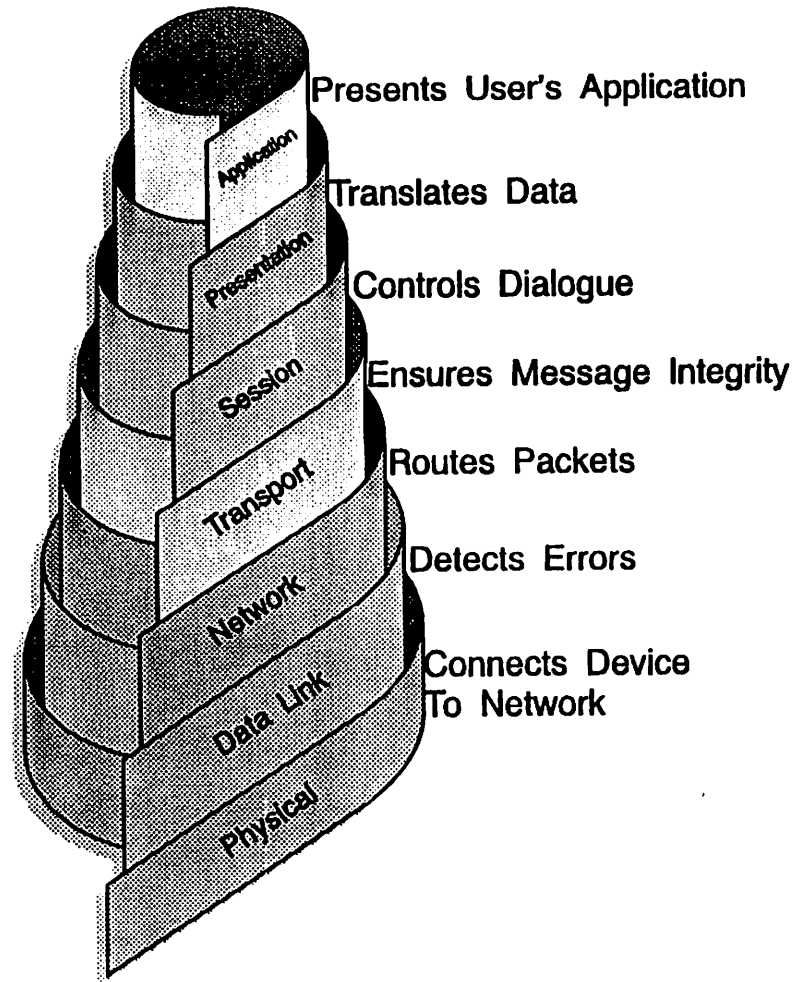 Presents User's Application
Application
Translates Data
Presentation
Controls Dialogue
Session
Ensures Message Integrity
Transport
Routes Packets
Network
Detects Errors
Data Link
Connects Device
To Network
Physical